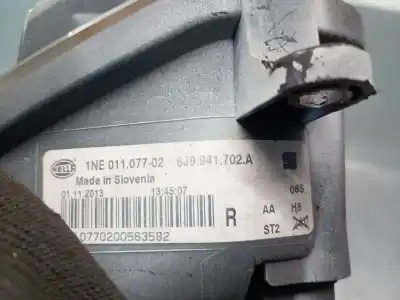 HELLA
1NE 011.077-02 6J9.941.702.A
Made in Slovenia
01.11.2013 13:45:07
08S
R AA H8
ST2
0770200563582